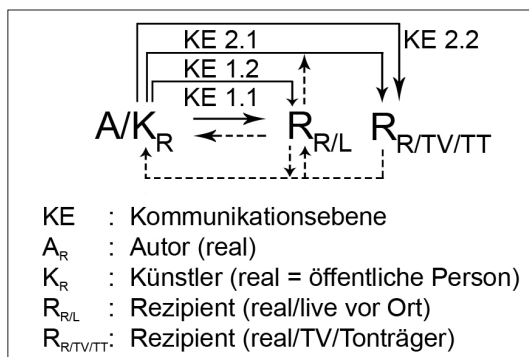 KE 2.1 KE 2.2
KE 1.2
KE 1.1
A/K_R R_R/L R_R/TV/TT
KE : Kommunikationsebene
A_R : Autor (real)
K_R : Künstler (real = öffentliche Person)
R_R/L : Rezipient (real/live vor Ort)
R_R/TV/TT: Rezipient (real/TV/Tonträger)